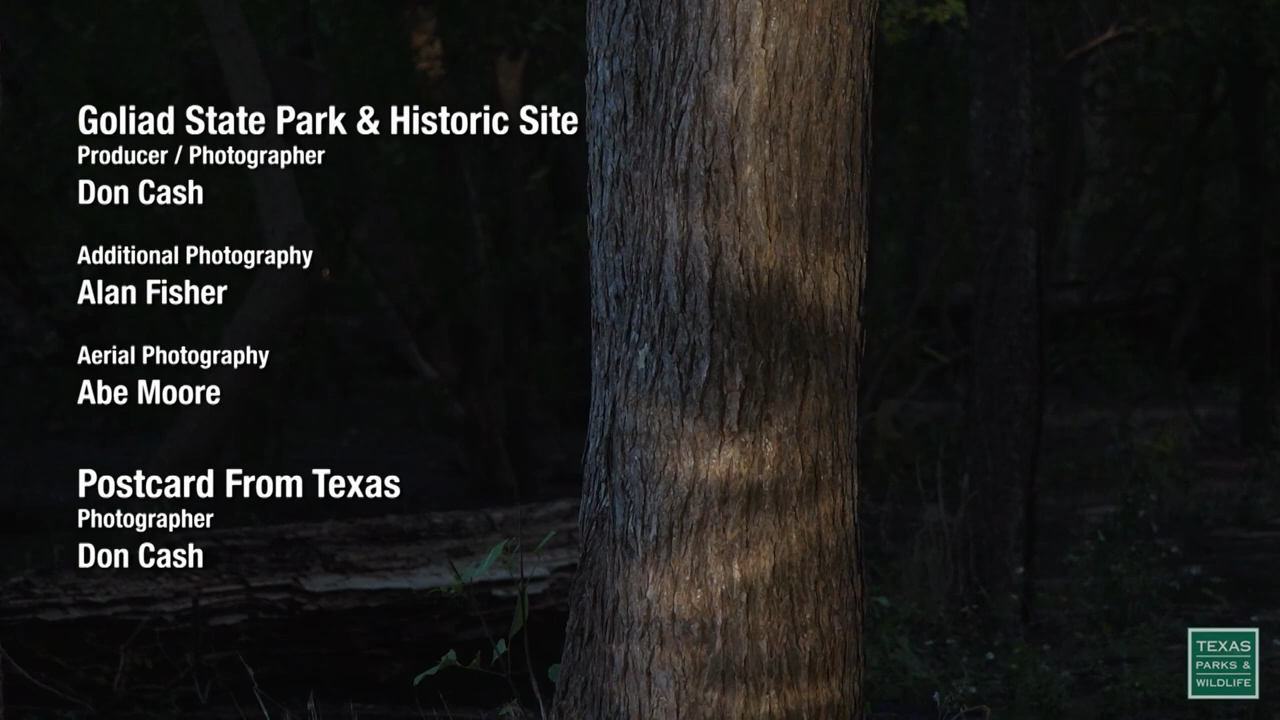 Goliad State Park & Historic Site
Producer / Photographer
Don Cash
Additional Photography
Alan Fisher
Aerial Photography
Abe Moore
Postcard From Texas
Photographer
Don Cash
TEXAS
PARKS &
WILDLIFE